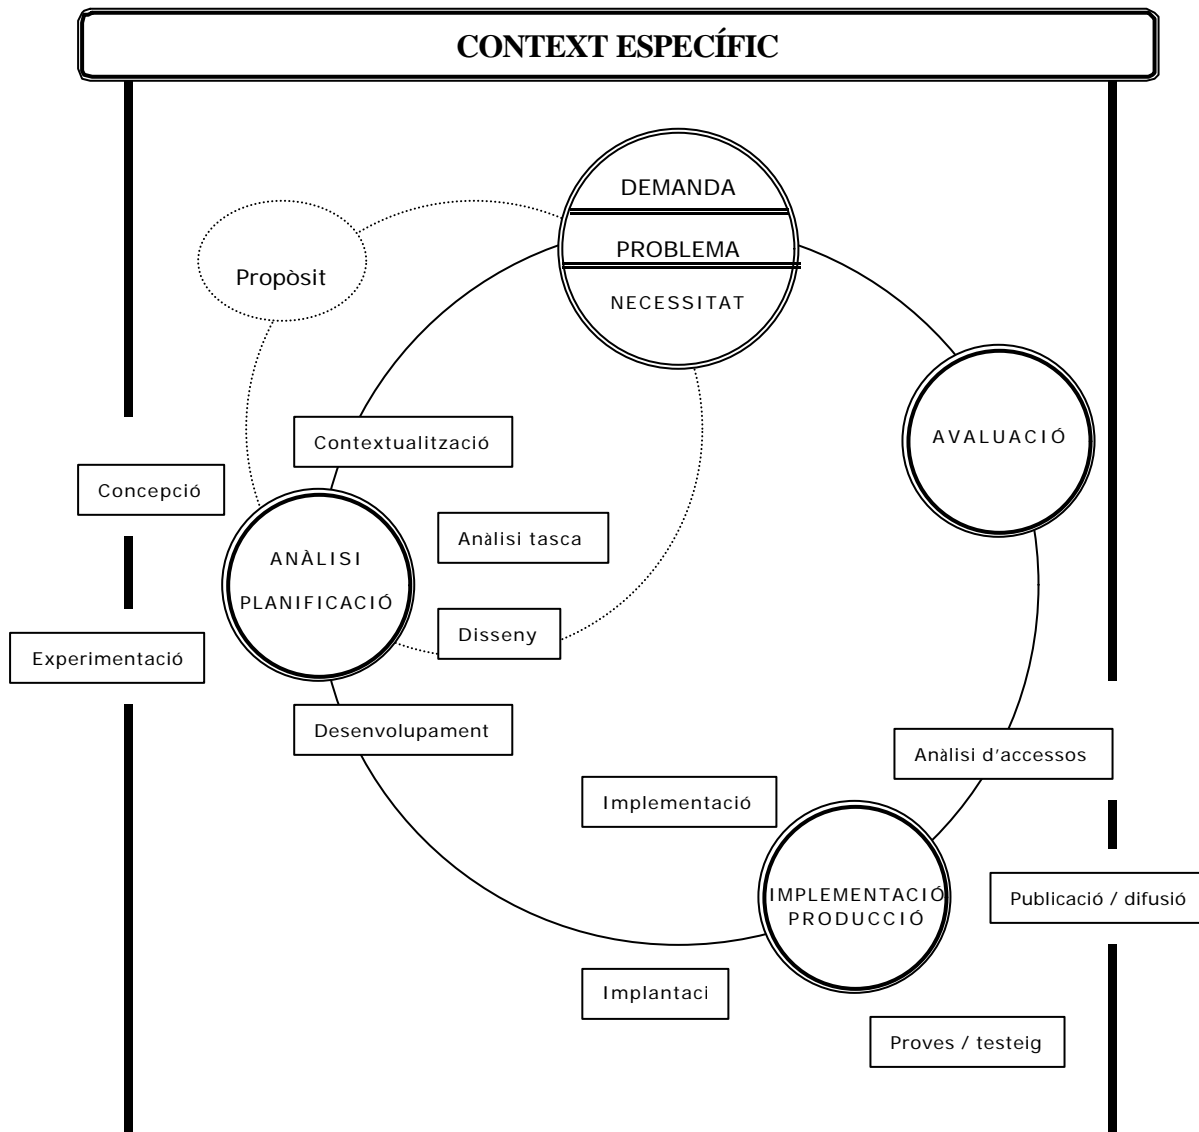 CONTEXT ESPECÍFIC
DEMANDA
PROBLEMA
NECESSITAT
Propòsit
AVALUACIÓ
Contextualització
Concepció
Anàlisi tasca
ANÀLISI
PLANIFICACIÓ
Disseny
Experimentació
Desenvolupament
Anàlisi d'accessos
Implementació
IMPLEMENTACIÓ
PRODUCCIÓ
Publicació / difusió
Implantaci
Proves / testeig